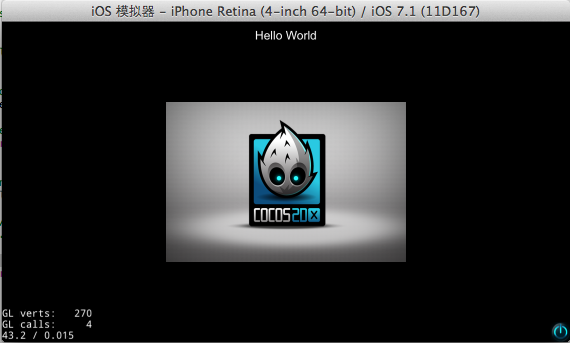 iOS 模拟器 – iPhone Retina (4-inch 64-bit) / iOS 7.1 (11D167)
Hello World
COCOS2DX
GL verts: 270
GL calls: 4
43.2 / 0.015